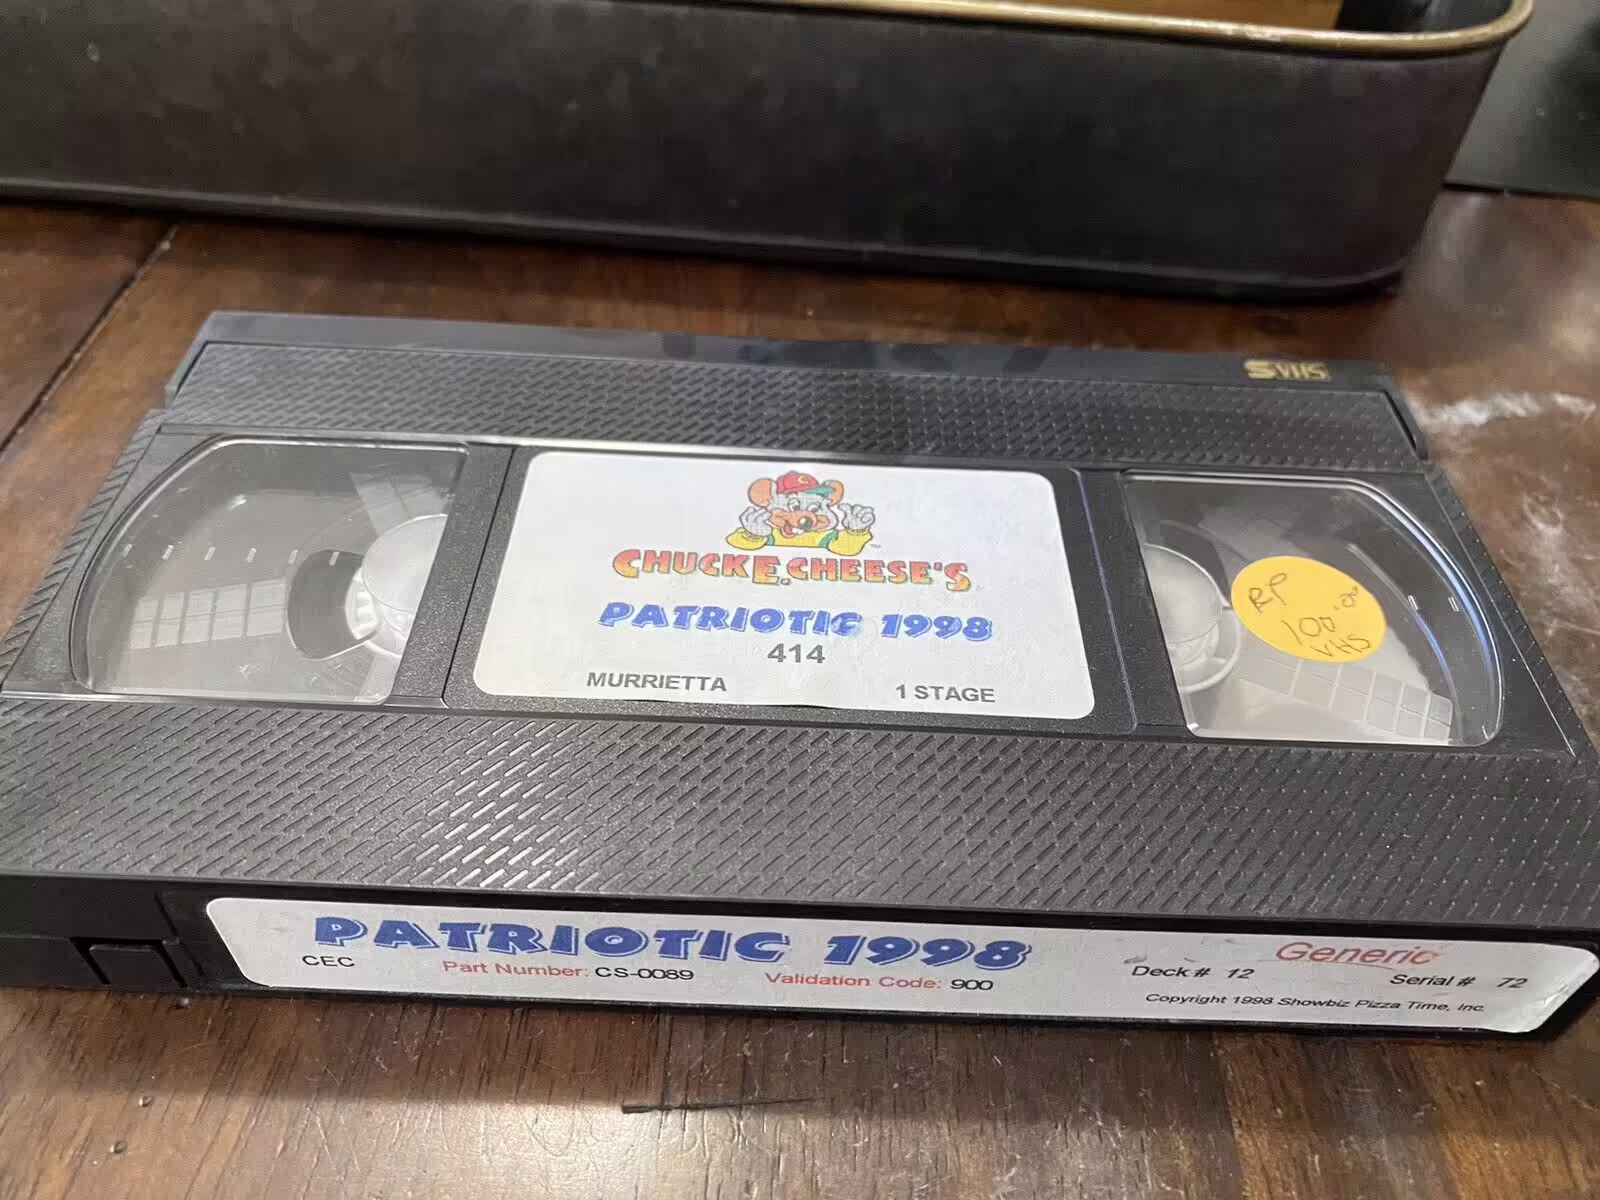 SVHS
CHUCK E. CHEESE'S
PATRIOTIC 1998
414
MURRIETTA 1 STAGE
RP
100.00
VHS
PATRIOTIC 1998 Generic
CEC Part Number: CS-0089 Validation Code: 900 Deck # 12 Serial # 72
Copyright 1998 Showbiz Pizza Time, Inc.